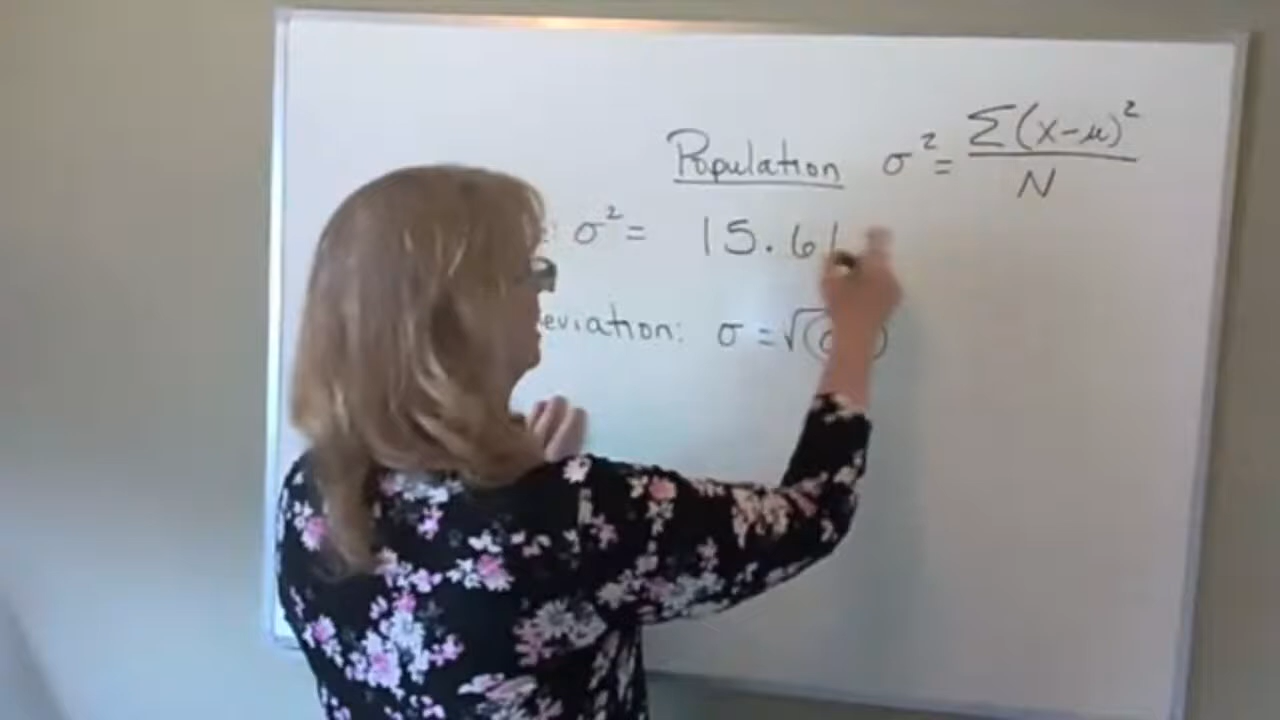 Population σ² = Σ(x-μ)² / N
: σ² = 15.61
eviation: σ = √(